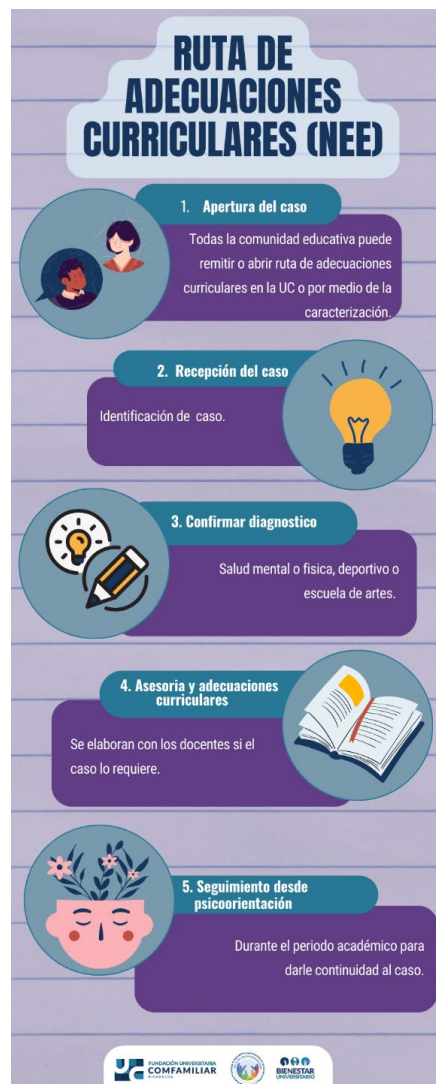 RUTA DE
ADECUACIONES
CURRICULARES (NEE)
1. Apertura del caso
Todas la comunidad educativa puede
remitir o abrir ruta de adecuaciones
curriculares en la UC o por medio de la
caracterización.
2. Recepción del caso
Identificación de caso.
3. Confirmar diagnostico
Salud mental o fisica, deportivo o
escuela de artes.
4. Asesoria y adecuaciones
curriculares
Se elaboran con los docentes si el
caso lo requiere.
5. Seguimiento desde
psicoorientación
Durante el periodo académico para
darle continuidad al caso.
FUNDACIÓN UNIVERSITARIA
COMFAMILIAR
RISARALDA
BIENESTAR
UNIVERSITARIO